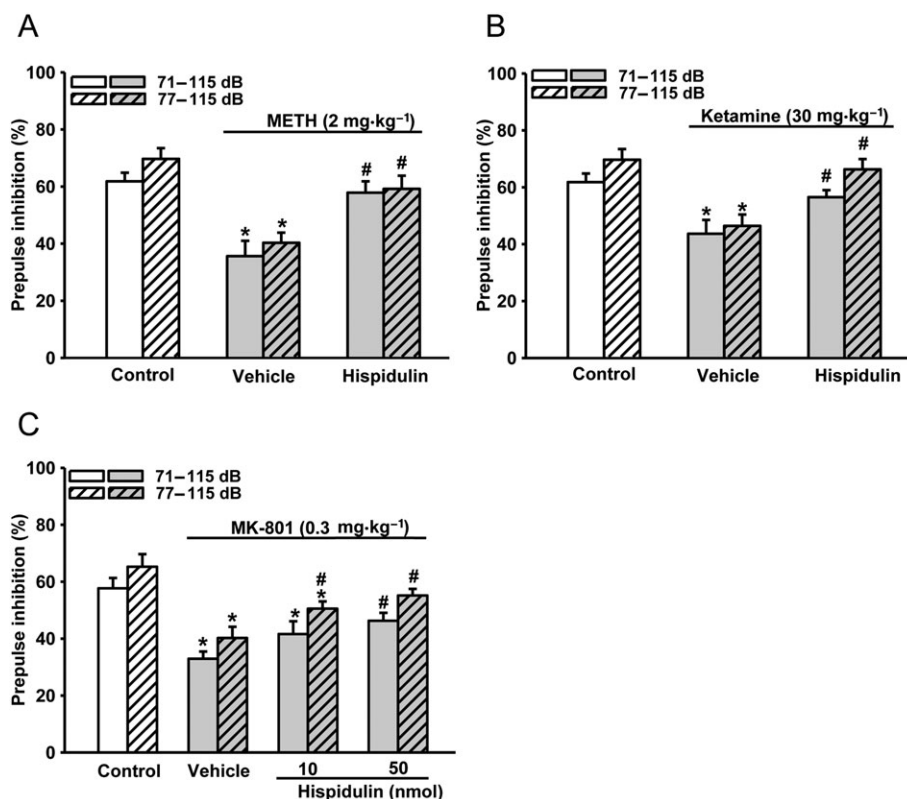 A
100
80
60
40
20
0
Prepulse inhibition (%)
71–115 dB
77–115 dB
METH (2 mg·kg⁻¹)
* * # #
Control Vehicle Hispidulin
B
100
80
60
40
20
0
Prepulse inhibition (%)
71–115 dB
77–115 dB
Ketamine (30 mg·kg⁻¹)
* * # #
Control Vehicle Hispidulin
C
100
80
60
40
20
0
Prepulse inhibition (%)
71–115 dB
77–115 dB
MK-801 (0.3 mg·kg⁻¹)
* * * # * # #
Control Vehicle 10 50
Hispidulin (nmol)